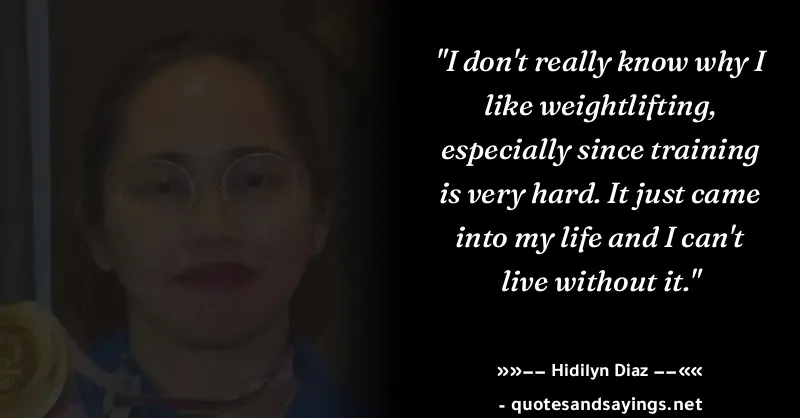 "I don't really know why I
like weightlifting,
especially since training
is very hard. It just came
into my life and I can't
live without it."
»»−− Hidilyn Diaz −−««
- quotesandsayings.net